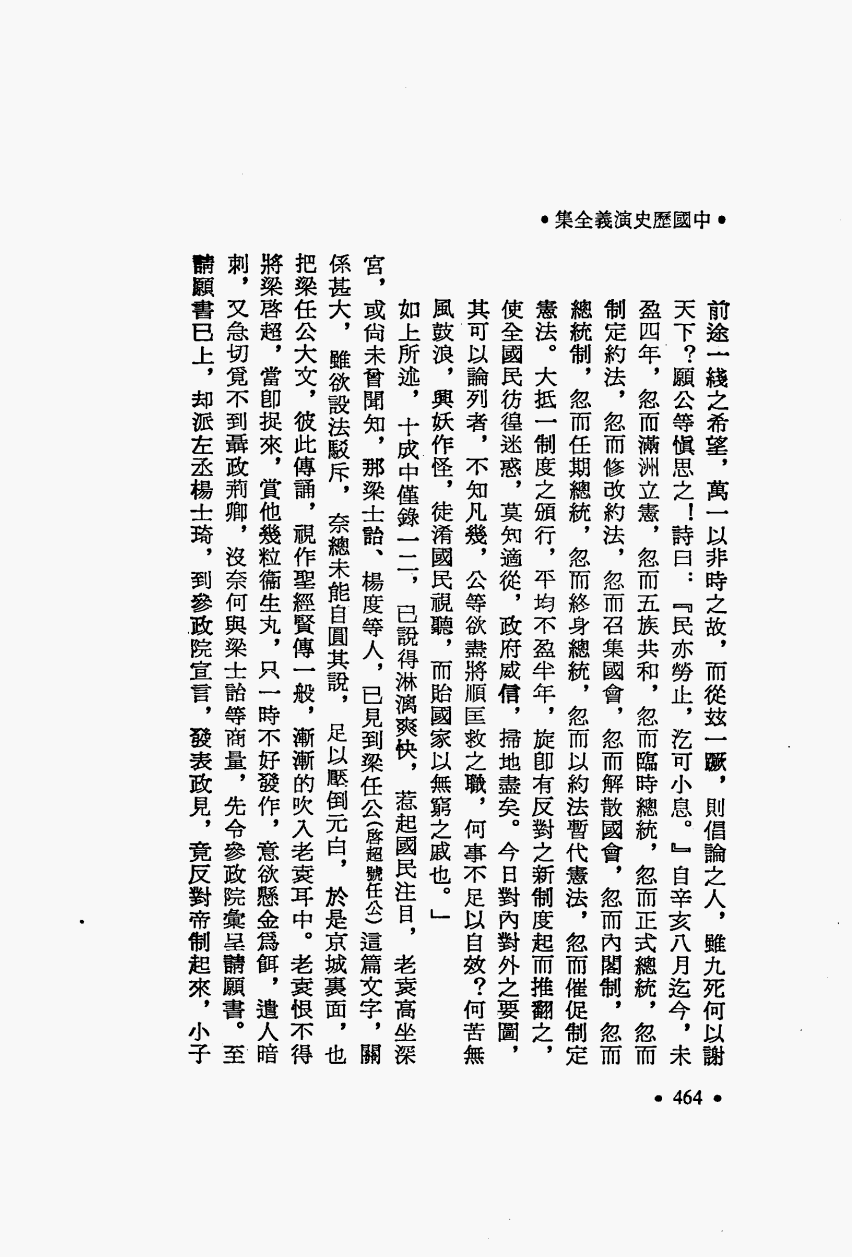 •中國歷史演義全集•
前途一綫之希望，萬一以非時之故，而從玆一蹶，則倡論之人，雖九死何以謝
天下？願公等愼思之！詩曰：『民亦勞止，汔可小息。』自辛亥八月迄今，未
盈四年，忽而滿洲立憲，忽而五族共和，忽而臨時總統，忽而正式總統，忽而
制定約法，忽而修改約法，忽而召集國會，忽而解散國會，忽而內閣制，忽而
總統制，忽而任期總統，忽而終身總統，忽而以約法暫代憲法，忽而催促制定
憲法。大抵一制度之頒行，平均不盈半年，旋卽有反對之新制度起而推翻之，
使全國民彷徨迷惑，莫知適從，政府威信，掃地盡矣。今日對內對外之要圖，
其可以論列者，不知凡幾，公等欲盡將順匡救之職，何事不足以自效？何苦無
風鼓浪，興妖作怪，徒淆國民視聽，而貽國家以無窮之戚也。」
如上所述，十成中僅錄一二，已說得淋漓爽快，惹起國民注目，老袁高坐深
宮，或尙未曾聞知，那梁士詒、楊度等人，已見到梁任公（啓超號任公）這篇文字，關
係甚大，雖欲設法駁斥，奈總未能自圓其說，足以壓倒元白，於是京城裏面，也
把梁任公大文，彼此傳誦，視作聖經賢傳一般，漸漸的吹入老袁耳中。老袁恨不得
將梁啓超，當卽捉來，賞他幾粒衞生丸，只一時不好發作，意欲懸金爲餌，遣人暗
刺，又急切覓不到聶政荊卿，沒奈何與梁士詒等商量，先令參政院彙呈請願書。至
請願書已上，却派左丞楊士琦，到參政院宣言，發表政見，竟反對帝制起來，小子
• 464 •